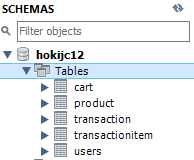 SCHEMAS
Filter objects
hokijc12
Tables
cart
product
transaction
transactionitem
users